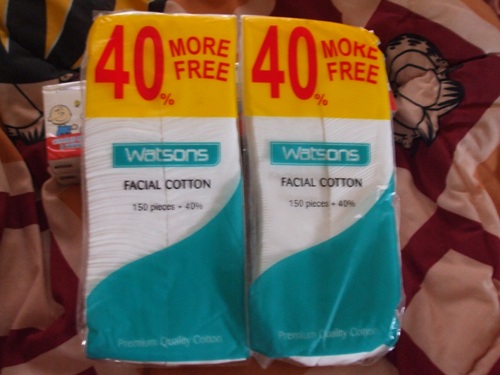 40% MORE FREE
Watsons
FACIAL COTTON
150 pieces + 40%
Premium Quality Cotton
40% MORE FREE
Watsons
FACIAL COTTON
150 pieces + 40%
Premium Quality Cotton